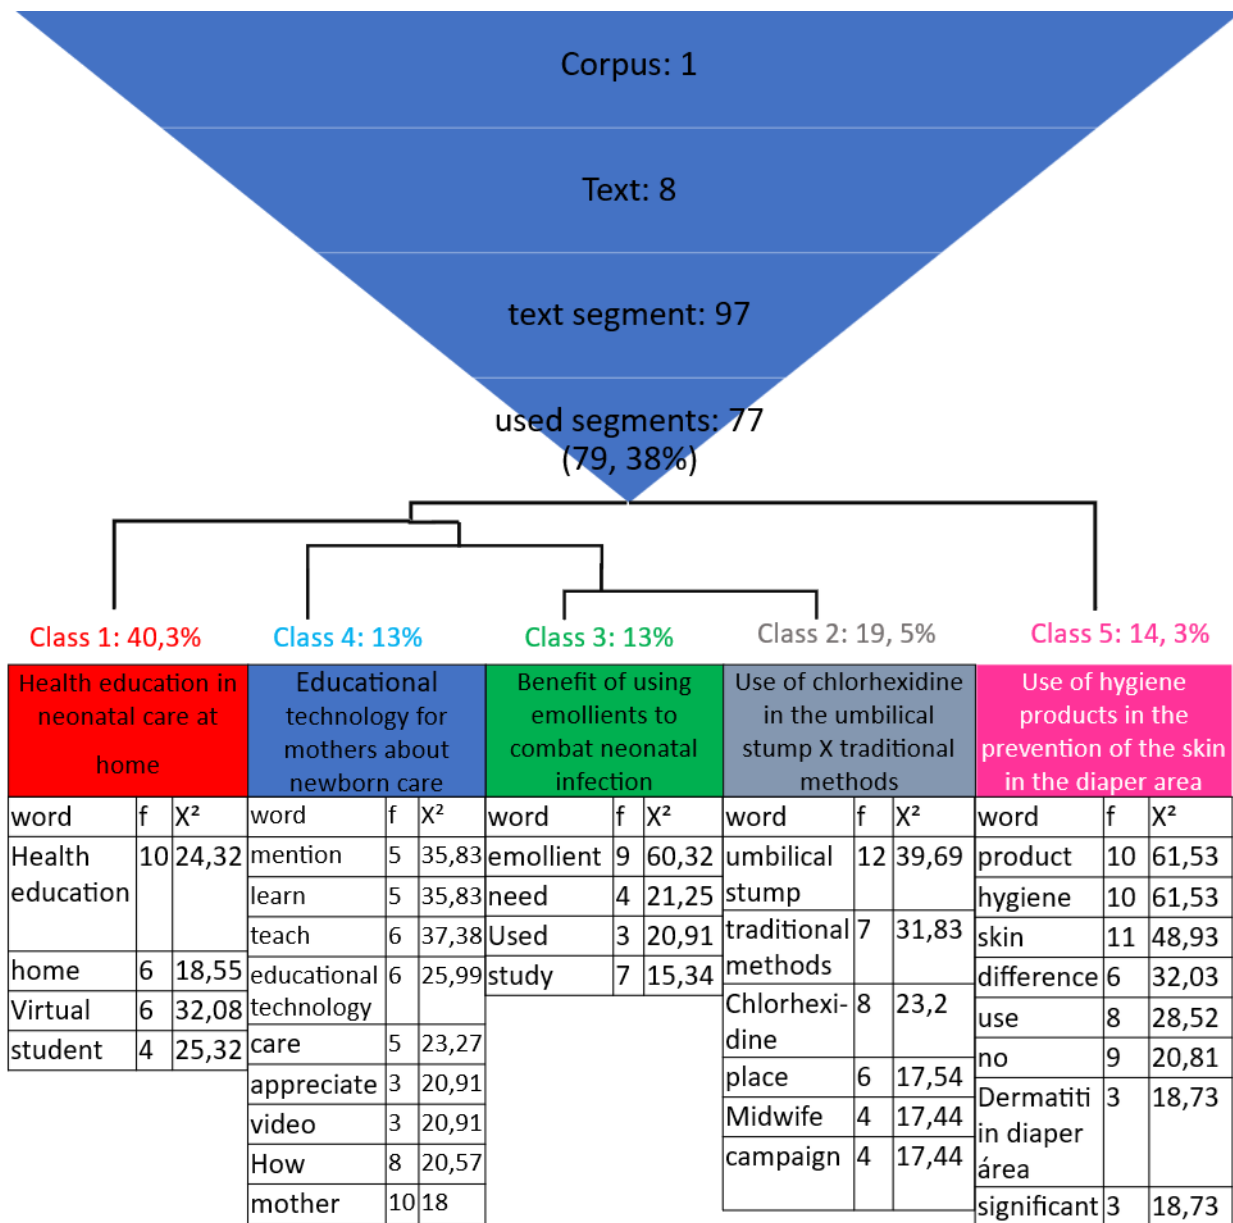 Corpus: 1
Text: 8
text segment: 97
used segments: 77
(79, 38%)
Class 1: 40,3%
Class 4: 13%
Class 3: 13%
Class 2: 19, 5%
Class 5: 14, 3%
Health education in
neonatal care at
home
word f X²
Health 10 24,32
education
home 6 18,55
Virtual 6 32,08
student 4 25,32
Educational
technology for
mothers about
newborn care
word f X²
mention 5 35,83
learn 5 35,83
teach 6 37,38
educational 6 25,99
technology
care 5 23,27
appreciate 3 20,91
video 3 20,91
How 8 20,57
mother 10 18
Benefit of using
emollients to
combat neonatal
infection
word f X²
emollient 9 60,32
need 4 21,25
Used 3 20,91
study 7 15,34
Use of chlorhexidine
in the umbilical
stump X traditional
methods
word f X²
umbilical 12 39,69
stump
traditional 7 31,83
methods
Chlorhexi- 8 23,2
dine
place 6 17,54
Midwife 4 17,44
campaign 4 17,44
Use of hygiene
products in the
prevention of the skin
in the diaper area
word f X²
product 10 61,53
hygiene 10 61,53
skin 11 48,93
difference 6 32,03
use 8 28,52
no 9 20,81
Dermatiti 3 18,73
in diaper
área
significant 3 18,73